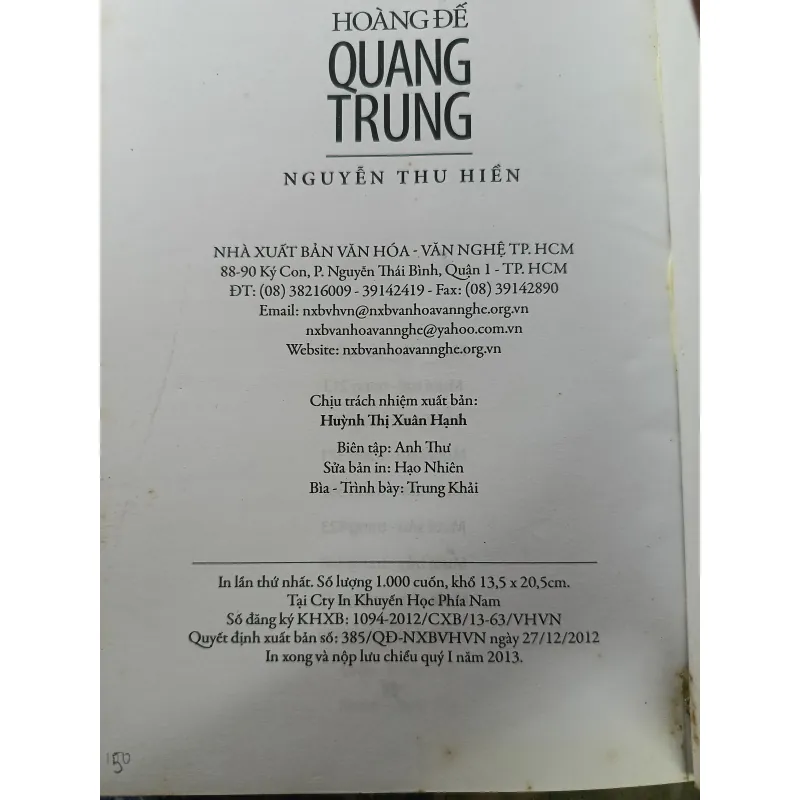 HOÀNG ĐẾ
QUANG
TRUNG
NGUYỄN THU HIỀN
NHÀ XUẤT BẢN VĂN HÓA - VĂN NGHỆ TP. HCM
88-90 Ký Con, P. Nguyễn Thái Bình, Quận 1 - TP. HCM
ĐT: (08) 38216009 - 39142419 - Fax: (08) 39142890
Email: nxbvhvn@nxbvanhoavannghe.org.vn
nxbvanhoavannghe@yahoo.com.vn
Website: nxbvanhoavannghe.org.vn
Chịu trách nhiệm xuất bản:
Huỳnh Thị Xuân Hạnh
Biên tập: Anh Thư
Sửa bản in: Hạo Nhiên
Bìa - Trình bày: Trung Khải
In lần thứ nhất. Số lượng 1.000 cuốn, khổ 13,5 x 20,5cm.
Tại Cty In Khuyến Học Phía Nam
Số đăng ký KHXB: 1094-2012/CXB/13-63/VHVN
Quyết định xuất bản số: 385/QĐ-NXBVHVN ngày 27/12/2012
In xong và nộp lưu chiểu quý I năm 2013.